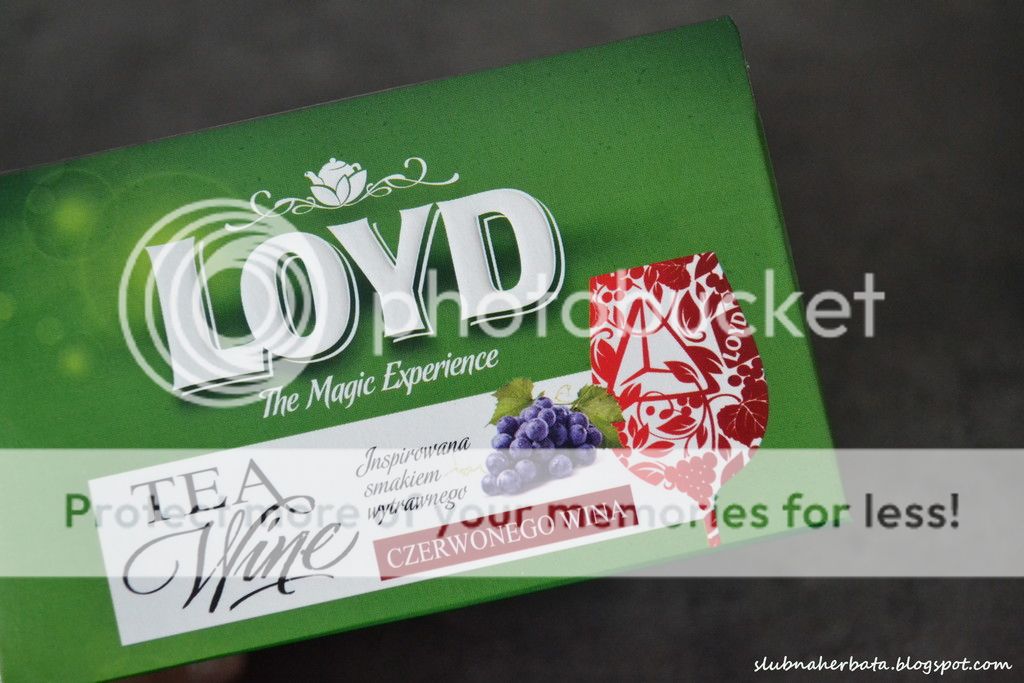 LOYD
The Magic Experience
LOYD
photobucket
TEA
Wine
Inspirowana
smakiem
wytrawnego
CZERWONEGO WINA
Protect more of your memories for less!
slubnaherbata.blogspot.com